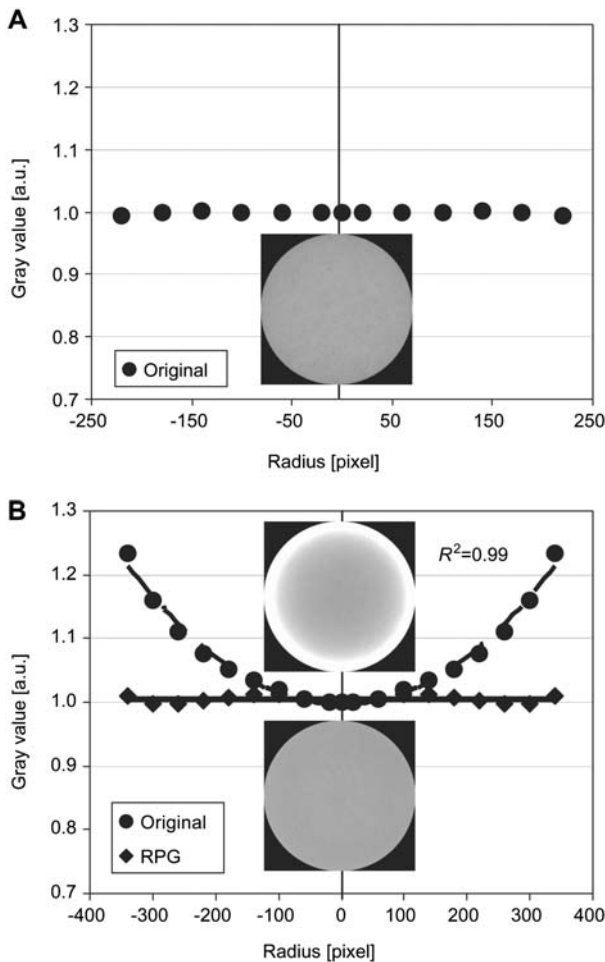 A
1.3
1.2
1.1
1.0
0.9
0.8
0.7
Gray value [a.u.]
Original
-250 -150 -50 50 150 250
Radius [pixel]
B
1.3
1.2
1.1
1.0
0.9
0.8
0.7
Gray value [a.u.]
R²=0.99
Original
RPG
-400 -300 -200 -100 0 100 200 300 400
Radius [pixel]